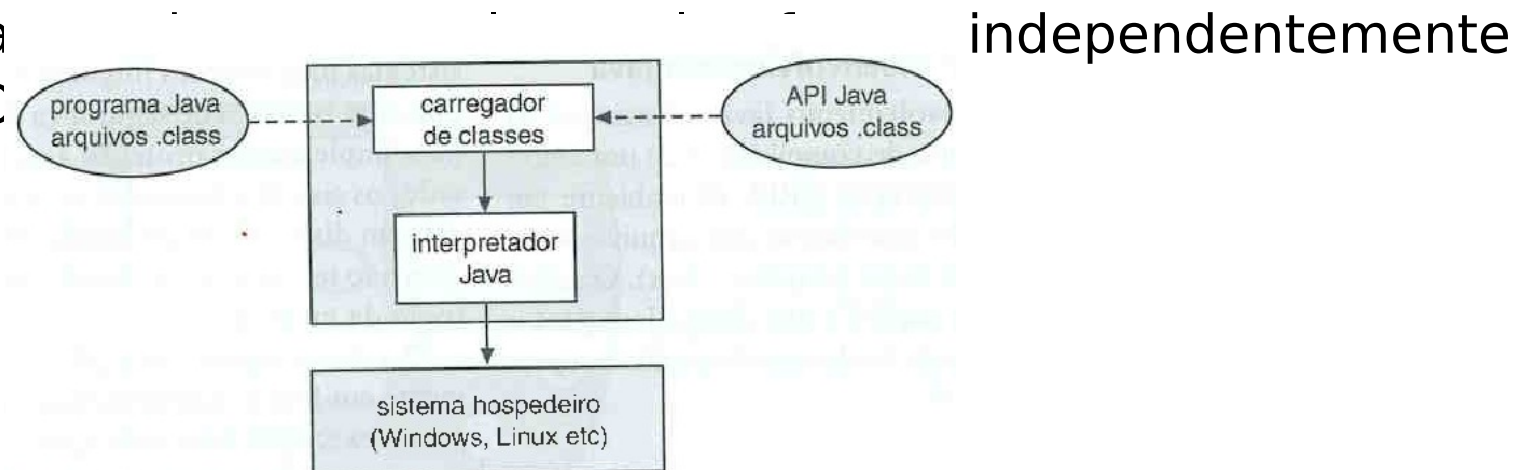 independentemente
programa Java
arquivos .class
carregador
de classes
API Java
arquivos .class
interpretador
Java
sistema hospedeiro
(Windows, Linux etc)